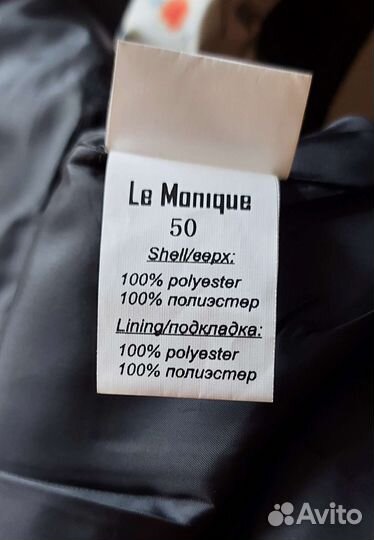 Le Monique
50
Shell/верх:
100% polyester
100% полиэстер
Lining/подкладка:
100% polyester
100% полиэстер
Avito